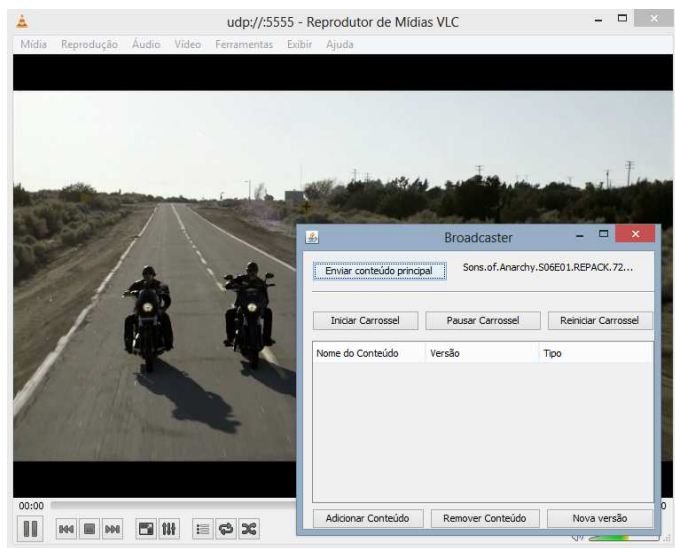 udp://:5555 - Reprodutor de Mídias VLC
Mídia Reprodução Áudio Vídeo Ferramentas Exibir Ajuda
Broadcaster
Enviar conteúdo principal Sons.of.Anarchy.S06E01.REPACK.72...
Iniciar Carrossel Pausar Carrossel Reiniciar Carrossel
Nome do Conteúdo Versão Tipo
Adicionar Conteúdo Remover Conteúdo Nova versão
00:00